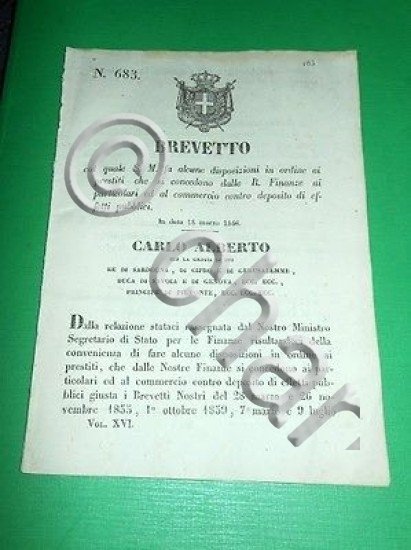 163
N. 683.
BREVETTO
col quale S. M. fa alcune disposizioni in ordine ai
prestiti che si concedono dalle R. Finanze ai
particolari ed al commercio contro deposito di ef-
fetti pubblici.
In data 18 marzo 1846.
CARLO ALBERTO
PER LA GRAZIA DI DIO
RE DI SARDEGNA, DI CIPRO E DI GERUSALEMME,
DUCA DI SAVOIA E DI GENOVA, ECC. ECC.,
PRINCIPE DI PIEMONTE, ECC. ECC. ECC.
Dalla relazione stataci rassegnata dal Nostro Ministro
Segretario di Stato per le Finanze risultandoci della
convenienza di fare alcune disposizioni in ordine ai
prestiti, che dalle Nostre Finanze si concedono ai par-
ticolari ed al commercio contro deposito di effetti pub-
blici giusta i Brevetti Nostri del 28 marzo e 26 no-
vembre 1835, 1° ottobre 1839, 7 marzo e 9 luglio
VOL. XVI.
©